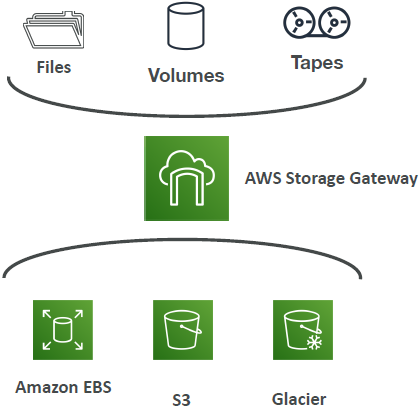 Files
Volumes
Tapes
AWS Storage Gateway
Amazon EBS
S3
Glacier